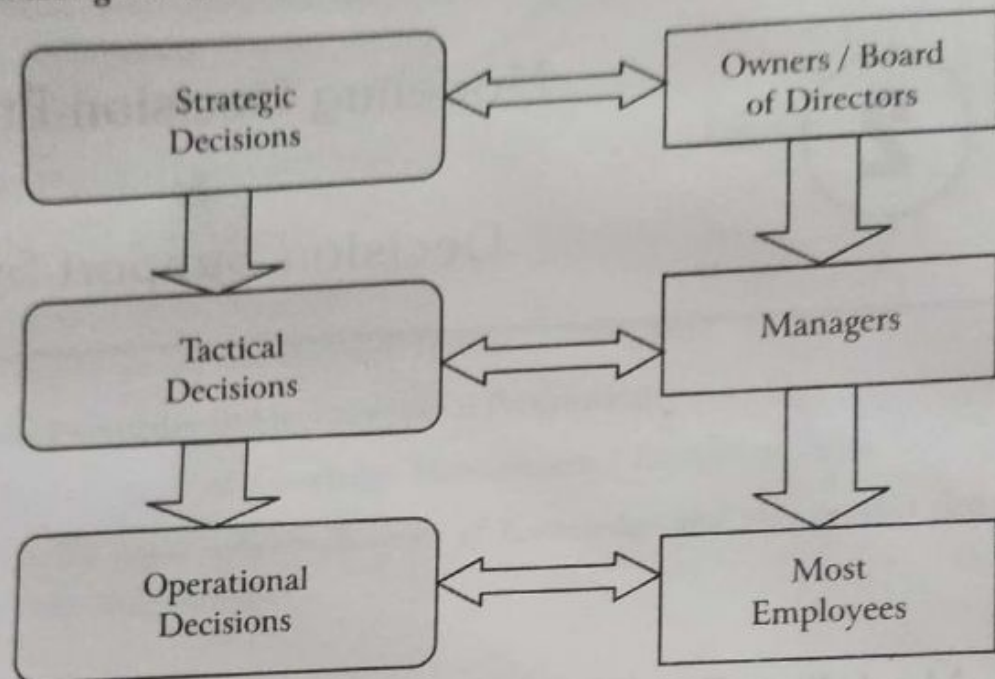 Strategic
Decisions
Owners / Board
of Directors
Tactical
Decisions
Managers
Operational
Decisions
Most
Employees